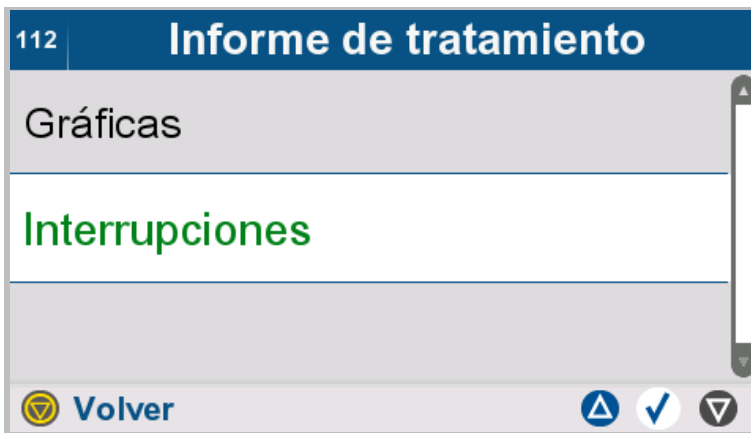 112 Informe de tratamiento
Gráficas
Interrupciones
Volver